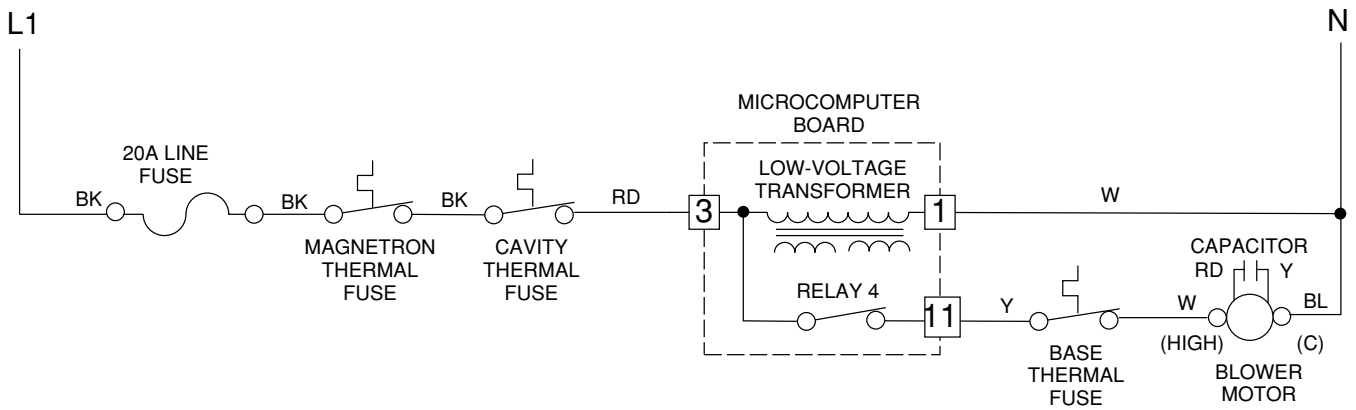 L1
N
MICROCOMPUTER
BOARD
20A LINE
FUSE
LOW-VOLTAGE
TRANSFORMER
BK
BK
BK
RD
3
1
W
MAGNETRON
THERMAL
FUSE
CAVITY
THERMAL
FUSE
CAPACITOR
RD
Y
RELAY 4
11
Y
W
BL
(HIGH)
(C)
BASE
THERMAL
FUSE
BLOWER
MOTOR